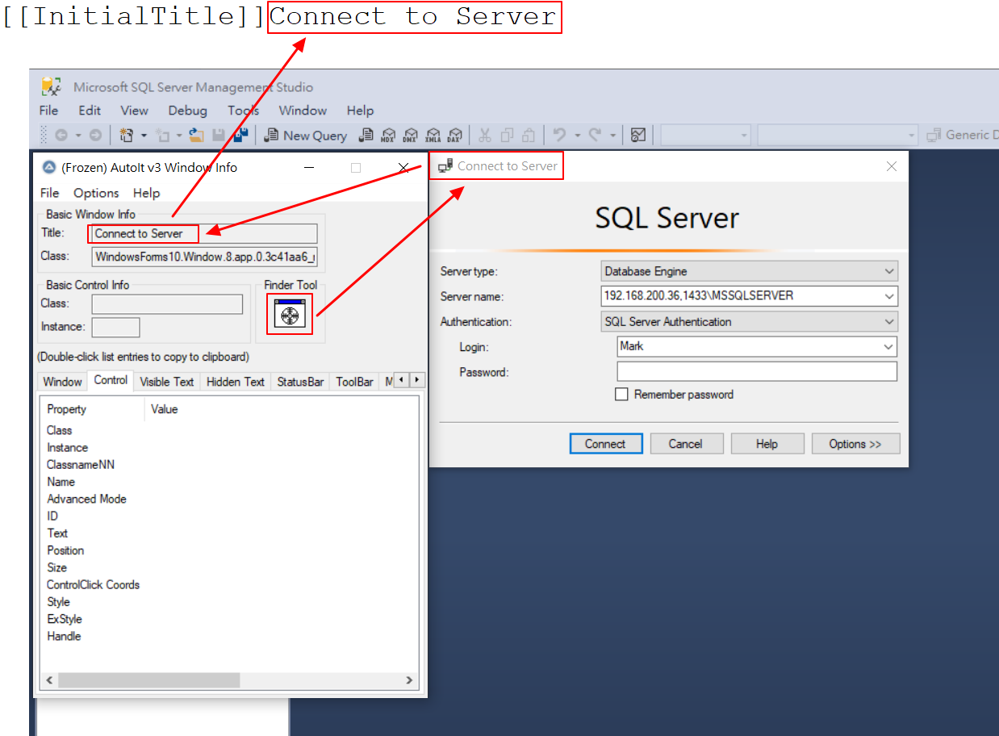 [[InitialTitle]]Connect to Server
Microsoft SQL Server Management Studio
File Edit View Debug Tools Window Help
New Query MDX DMX XMLA DAX Generic D
(Frozen) AutoIt v3 Window Info
File Options Help
Basic Window Info
Title: Connect to Server
Class: WindowsForms10.Window.8.app.0.3c41aa6_r
Basic Control Info
Class:
Instance:
Finder Tool
(Double-click list entries to copy to clipboard)
Window Control Visible Text Hidden Text StatusBar ToolBar M
Property Value
Class
Instance
ClassnameNN
Name
Advanced Mode
ID
Text
Position
Size
ControlClick Coords
Style
ExStyle
Handle
Connect to Server
SQL Server
Server type: Database Engine
Server name: 192.168.200.36,1433\MSSQLSERVER
Authentication: SQL Server Authentication
Login: Mark
Password:
Remember password
Connect Cancel Help Options >>